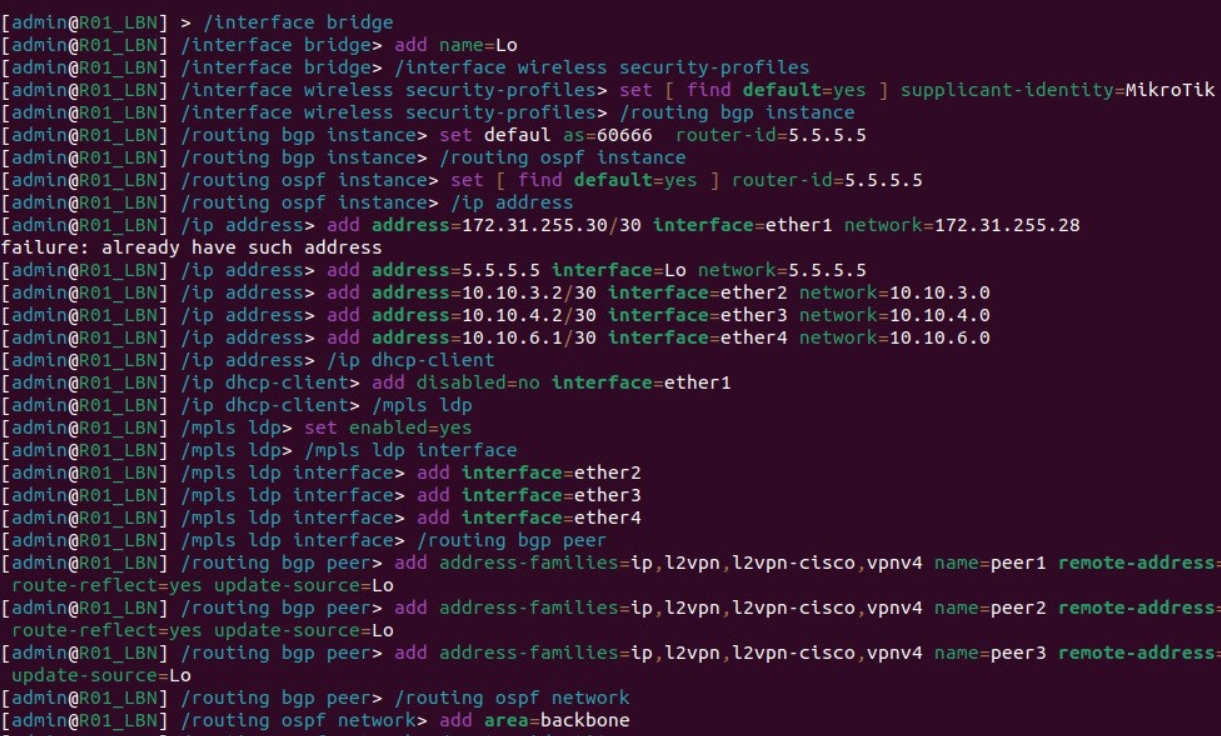 [admin@R01_LBN] > /interface bridge
[admin@R01_LBN] /interface bridge> add name=Lo
[admin@R01_LBN] /interface bridge> /interface wireless security-profiles
[admin@R01_LBN] /interface wireless security-profiles> set [ find default=yes ] supplicant-identity=MikroTik
[admin@R01_LBN] /interface wireless security-profiles> /routing bgp instance
[admin@R01_LBN] /routing bgp instance> set defaul as=60666  router-id=5.5.5.5
[admin@R01_LBN] /routing bgp instance> /routing ospf instance
[admin@R01_LBN] /routing ospf instance> set [ find default=yes ] router-id=5.5.5.5
[admin@R01_LBN] /routing ospf instance> /ip address
[admin@R01_LBN] /ip address> add address=172.31.255.30/30 interface=ether1 network=172.31.255.28
failure: already have such address
[admin@R01_LBN] /ip address> add address=5.5.5.5 interface=Lo network=5.5.5.5
[admin@R01_LBN] /ip address> add address=10.10.3.2/30 interface=ether2 network=10.10.3.0
[admin@R01_LBN] /ip address> add address=10.10.4.2/30 interface=ether3 network=10.10.4.0
[admin@R01_LBN] /ip address> add address=10.10.6.1/30 interface=ether4 network=10.10.6.0
[admin@R01_LBN] /ip address> /ip dhcp-client
[admin@R01_LBN] /ip dhcp-client> add disabled=no interface=ether1
[admin@R01_LBN] /ip dhcp-client> /mpls ldp
[admin@R01_LBN] /mpls ldp> set enabled=yes
[admin@R01_LBN] /mpls ldp> /mpls ldp interface
[admin@R01_LBN] /mpls ldp interface> add interface=ether2
[admin@R01_LBN] /mpls ldp interface> add interface=ether3
[admin@R01_LBN] /mpls ldp interface> add interface=ether4
[admin@R01_LBN] /mpls ldp interface> /routing bgp peer
[admin@R01_LBN] /routing bgp peer> add address-families=ip,l2vpn,l2vpn-cisco,vpnv4 name=peer1 remote-address=
route-reflect=yes update-source=Lo
[admin@R01_LBN] /routing bgp peer> add address-families=ip,l2vpn,l2vpn-cisco,vpnv4 name=peer2 remote-address=
route-reflect=yes update-source=Lo
[admin@R01_LBN] /routing bgp peer> add address-families=ip,l2vpn,l2vpn-cisco,vpnv4 name=peer3 remote-address=
update-source=Lo
[admin@R01_LBN] /routing bgp peer> /routing ospf network
[admin@R01_LBN] /routing ospf network> add area=backbone